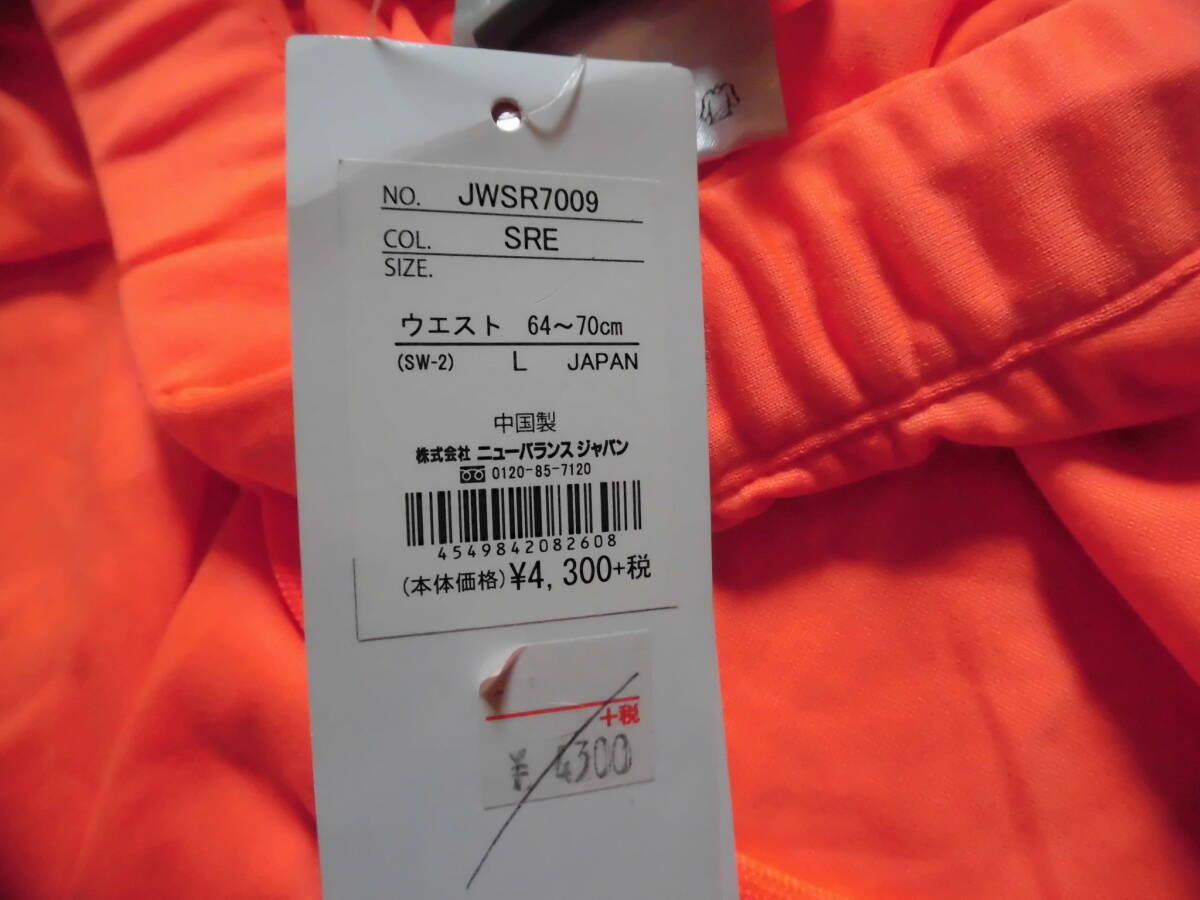 NO. JWSR7009
COL. SRE
SIZE.
ウエスト 64～70cm
(SW-2) L JAPAN
中国製
株式会社 ニューバランス ジャパン
0120-85-7120
4549842082608
(本体価格)¥4,300+税
+税
¥4300